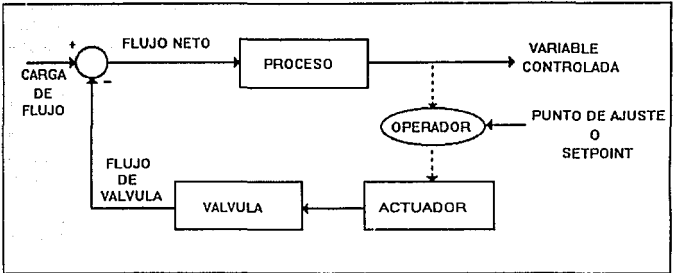 +
FLUJO NETO
PROCESO
VARIABLE
CONTROLADA
CARGA
DE
FLUJO
-
OPERADOR
PUNTO DE AJUSTE
O
SETPOINT
FLUJO
DE
VALVULA
VALVULA
ACTUADOR